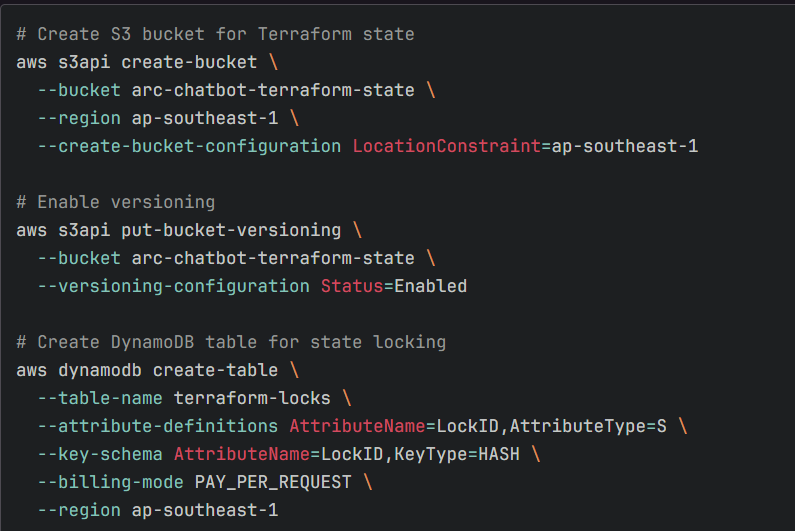 # Create S3 bucket for Terraform state
aws s3api create-bucket \
  --bucket arc-chatbot-terraform-state \
  --region ap-southeast-1 \
  --create-bucket-configuration LocationConstraint=ap-southeast-1

# Enable versioning
aws s3api put-bucket-versioning \
  --bucket arc-chatbot-terraform-state \
  --versioning-configuration Status=Enabled

# Create DynamoDB table for state locking
aws dynamodb create-table \
  --table-name terraform-locks \
  --attribute-definitions AttributeName=LockID,AttributeType=S \
  --key-schema AttributeName=LockID,KeyType=HASH \
  --billing-mode PAY_PER_REQUEST \
  --region ap-southeast-1